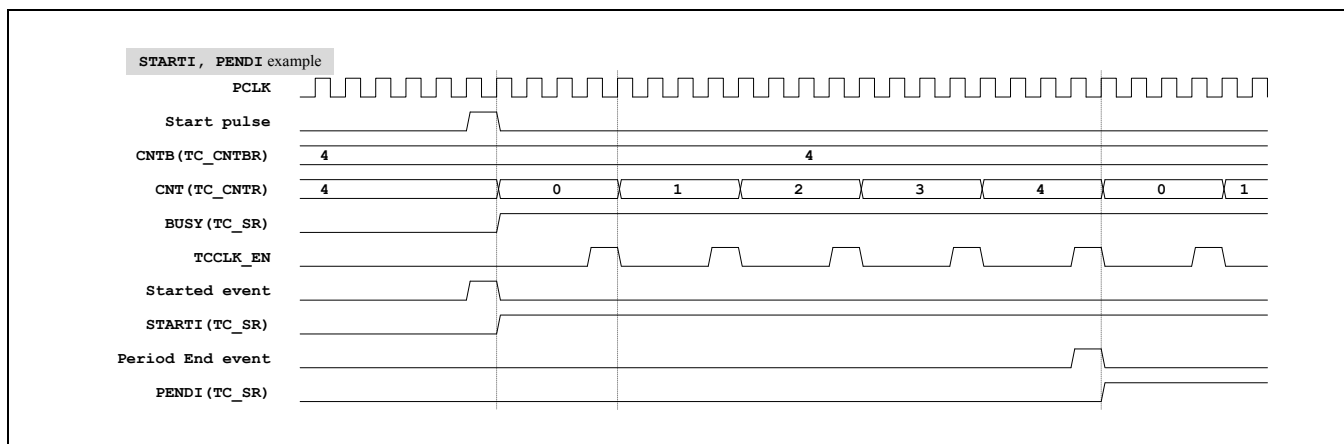 STARTI, PENDI example
PCLK
Start pulse
CNTB(TC_CNTBR) 4 4
CNT(TC_CNTR) 4 0 1 2 3 4 0 1
BUSY(TC_SR)
TCCLK_EN
Started event
STARTI(TC_SR)
Period End event
PENDI(TC_SR)